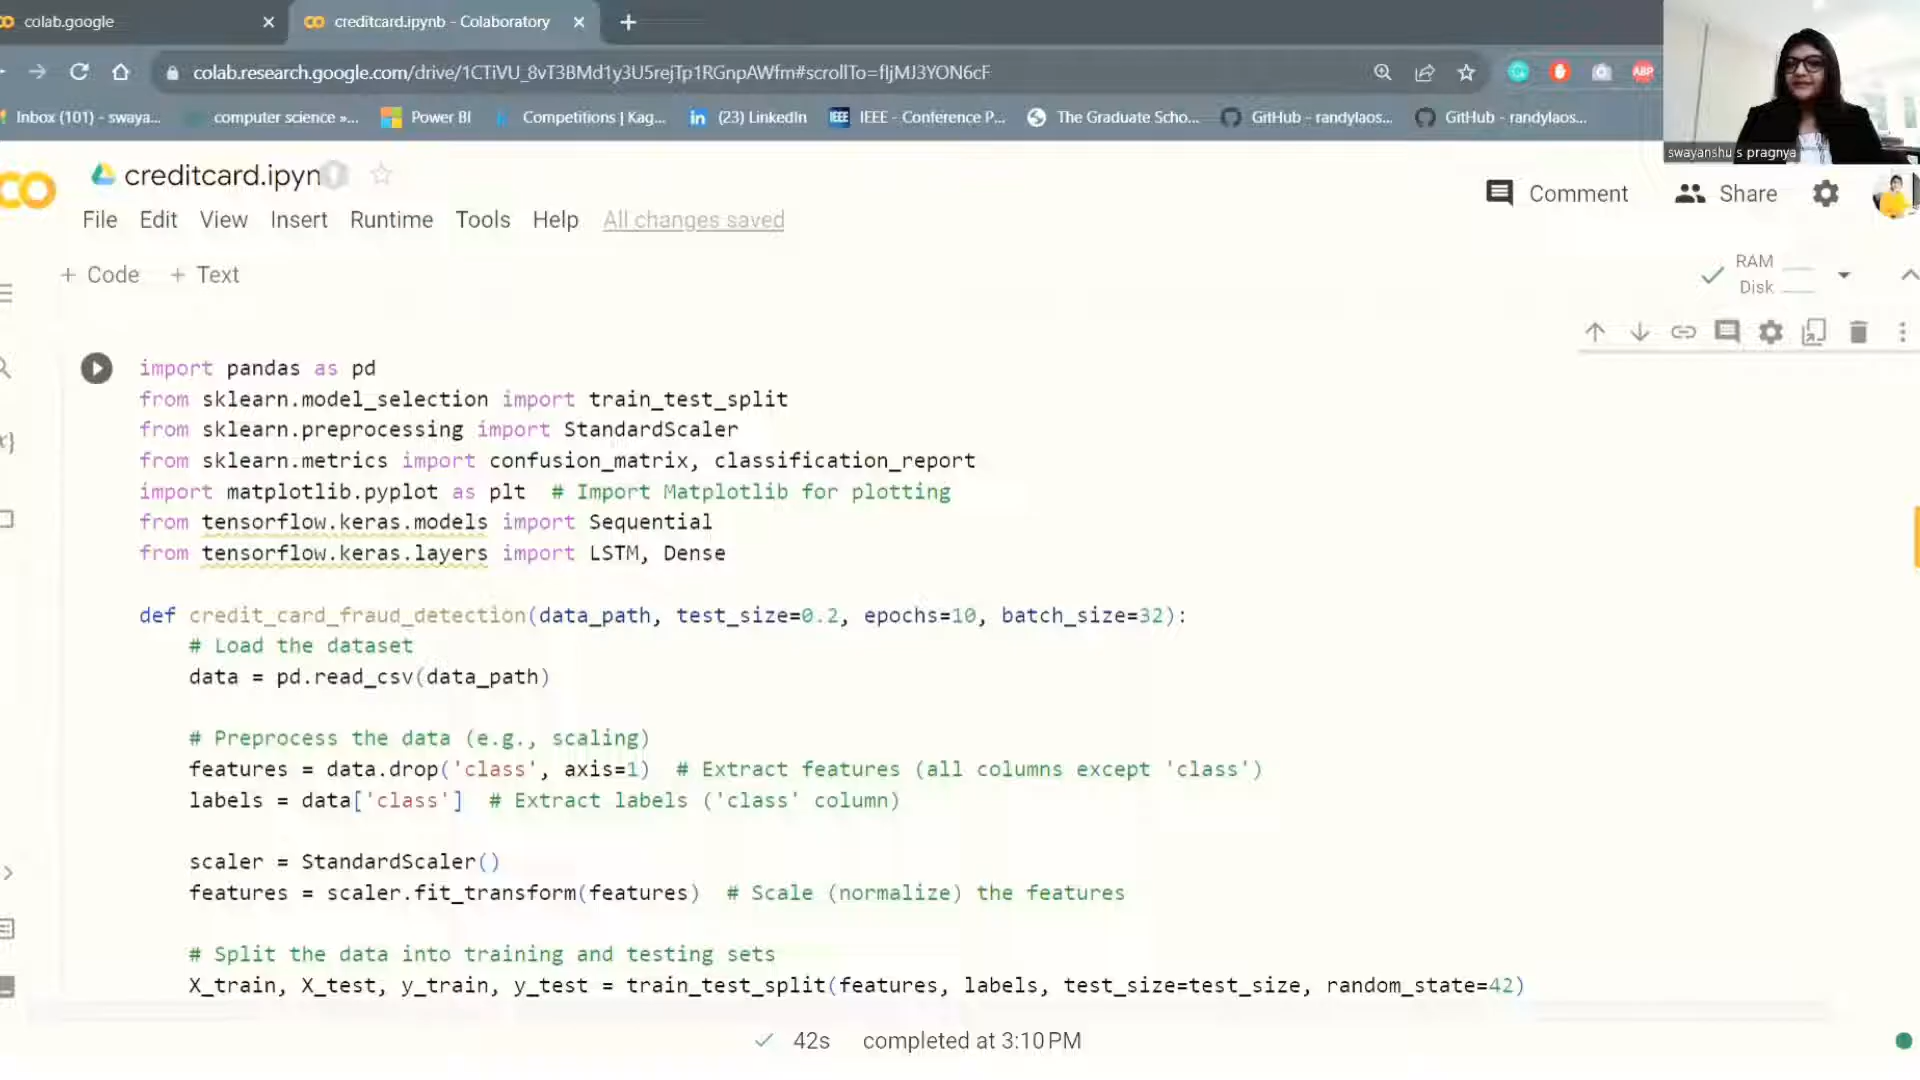 colab.google
creditcard.ipynb - Colaboratory
colab.research.google.com/drive/1CTiVU_8vT3BMd1y3U5rejTp1RGnpAWfm#scrollTo=fIjMJ3YON6cF
ABP
Inbox (101) - swaya... computer science »... Power BI Competitions | Kag... in (23) LinkedIn IEEE IEEE - Conference P... The Graduate Scho... GitHub - randylaos... GitHub - randylaos...
swayanshu s pragnya
creditcard.ipyn
Comment Share
File Edit View Insert Runtime Tools Help All changes saved
+ Code + Text
RAM
Disk
import pandas as pd
from sklearn.model_selection import train_test_split
from sklearn.preprocessing import StandardScaler
from sklearn.metrics import confusion_matrix, classification_report
import matplotlib.pyplot as plt # Import Matplotlib for plotting
from tensorflow.keras.models import Sequential
from tensorflow.keras.layers import LSTM, Dense
def credit_card_fraud_detection(data_path, test_size=0.2, epochs=10, batch_size=32):
# Load the dataset
data = pd.read_csv(data_path)
# Preprocess the data (e.g., scaling)
features = data.drop('class', axis=1) # Extract features (all columns except 'class')
labels = data['class'] # Extract labels ('class' column)
scaler = StandardScaler()
features = scaler.fit_transform(features) # Scale (normalize) the features
# Split the data into training and testing sets
X_train, X_test, y_train, y_test = train_test_split(features, labels, test_size=test_size, random_state=42)
42s completed at 3:10 PM